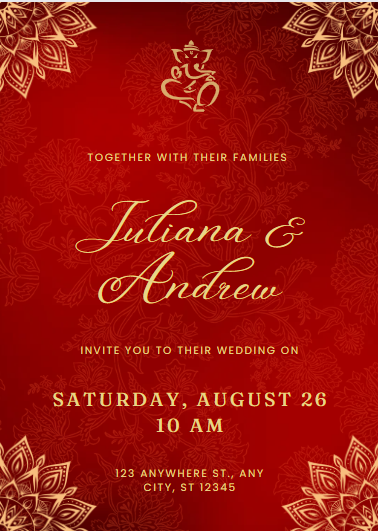 TOGETHER WITH THEIR FAMILIES
Juliana &
Andrew
INVITE YOU TO THEIR WEDDING ON
SATURDAY, AUGUST 26
10 AM
123 ANYWHERE ST., ANY
CITY, ST 12345